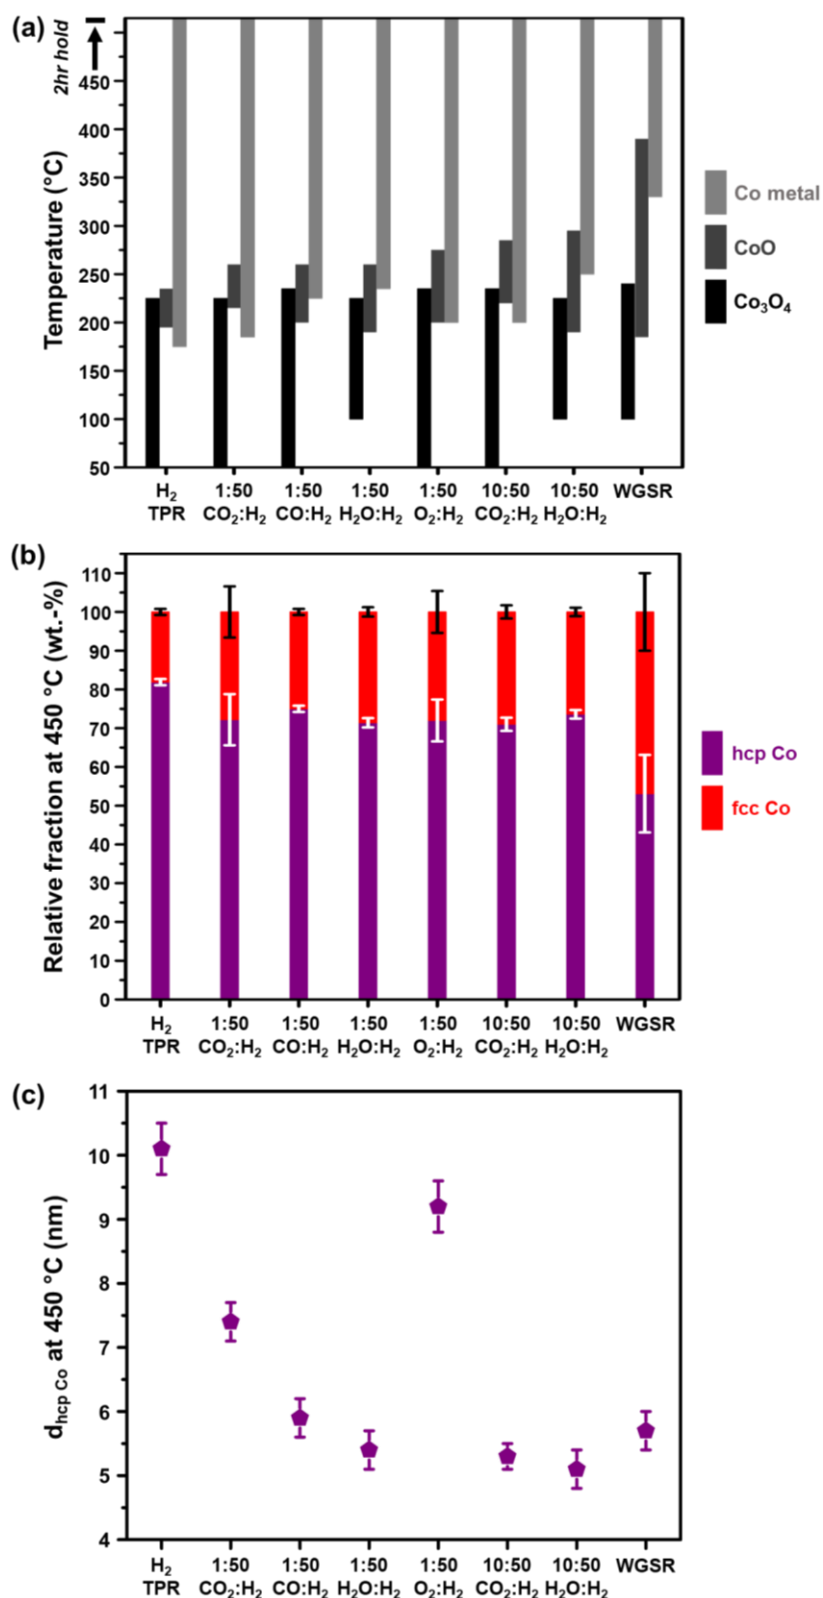 (a)
2hr hold
Temperature (°C)
450
400
350
300
250
200
150
100
50
H₂ 1:50 1:50 1:50 1:50 10:50 10:50 WGSR
TPR CO₂:H₂ CO:H₂ H₂O:H₂ O₂:H₂ CO₂:H₂ H₂O:H₂
Co metal
CoO
Co₃O₄
(b)
Relative fraction at 450 °C (wt.-%)
110
100
90
80
70
60
50
40
30
20
10
0
H₂ 1:50 1:50 1:50 1:50 10:50 10:50 WGSR
TPR CO₂:H₂ CO:H₂ H₂O:H₂ O₂:H₂ CO₂:H₂ H₂O:H₂
hcp Co
fcc Co
(c)
d hcp Co at 450 °C (nm)
11
10
9
8
7
6
5
4
H₂ 1:50 1:50 1:50 1:50 10:50 10:50 WGSR
TPR CO₂:H₂ CO:H₂ H₂O:H₂ O₂:H₂ CO₂:H₂ H₂O:H₂